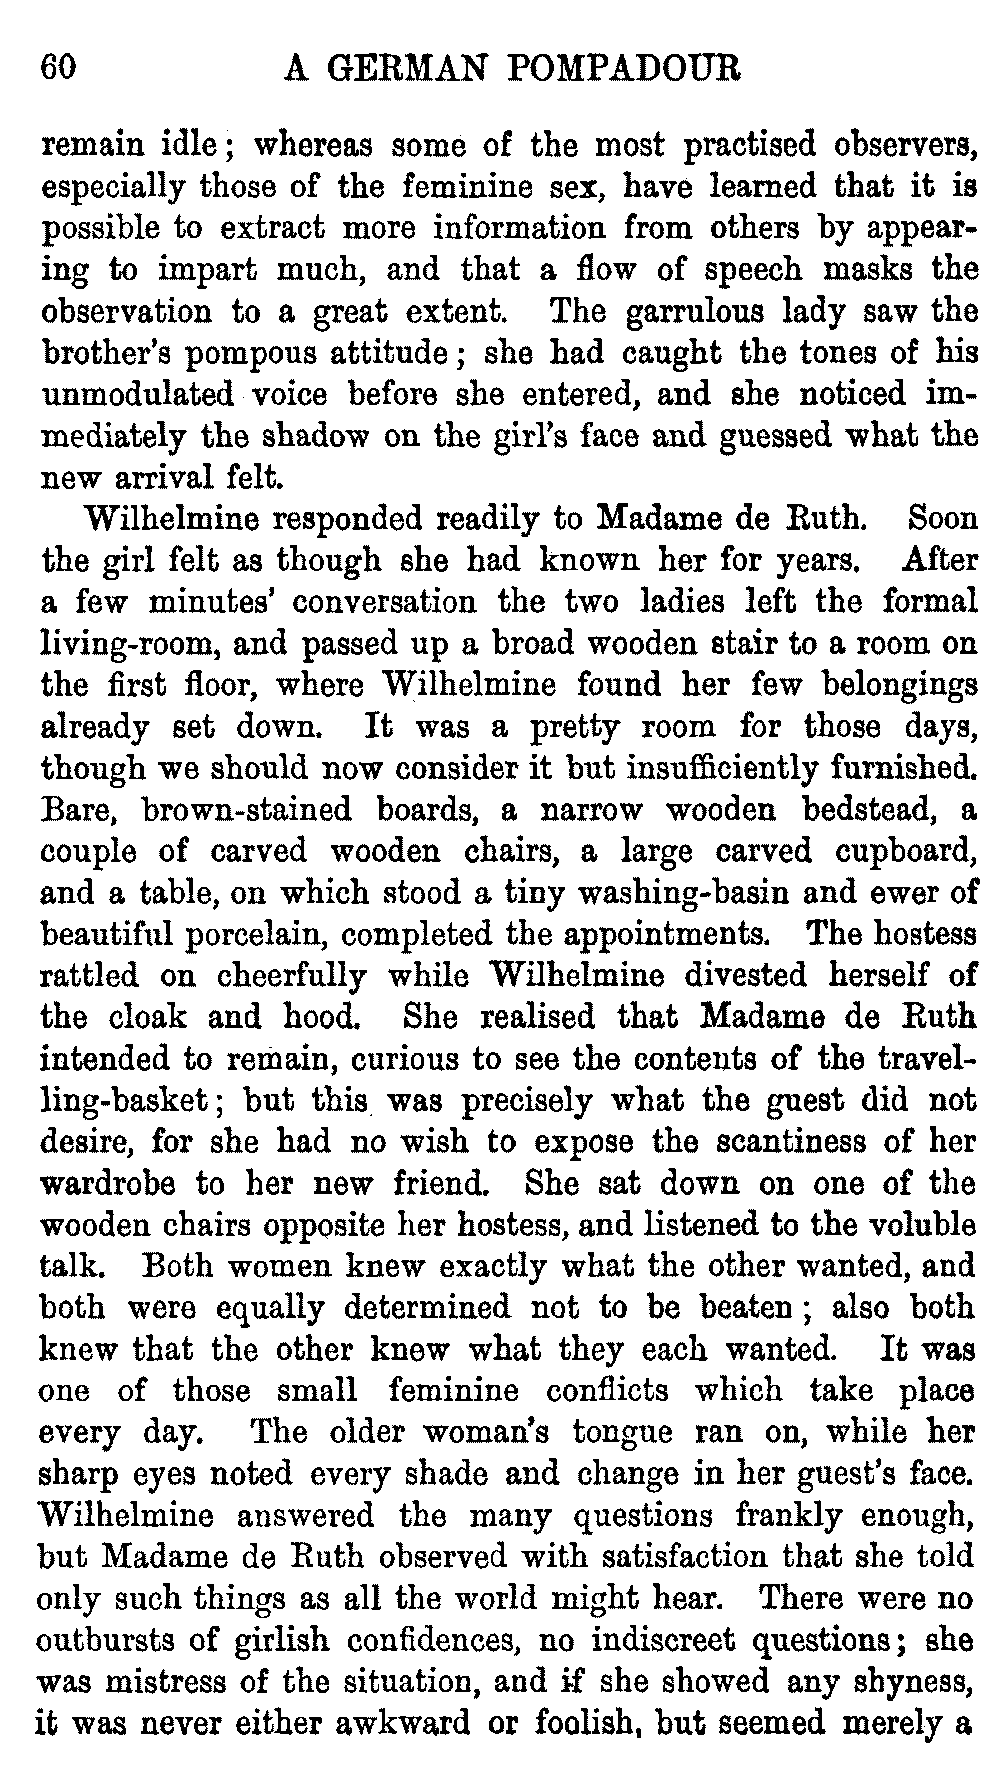 60 A GERMAN POMPADOUR
remain idle; whereas some of the most practised observers,
especially those of the feminine sex, have learned that it is
possible to extract more information from others by appear-
ing to impart much, and that a flow of speech masks the
observation to a great extent. The garrulous lady saw the
brother's pompous attitude; she had caught the tones of his
unmodulated voice before she entered, and she noticed im-
mediately the shadow on the girl's face and guessed what the
new arrival felt.
Wilhelmine responded readily to Madame de Ruth. Soon
the girl felt as though she had known her for years. After
a few minutes' conversation the two ladies left the formal
living-room, and passed up a broad wooden stair to a room on
the first floor, where Wilhelmine found her few belongings
already set down. It was a pretty room for those days,
though we should now consider it but insufficiently furnished.
Bare, brown-stained boards, a narrow wooden bedstead, a
couple of carved wooden chairs, a large carved cupboard,
and a table, on which stood a tiny washing-basin and ewer of
beautiful porcelain, completed the appointments. The hostess
rattled on cheerfully while Wilhelmine divested herself of
the cloak and hood. She realised that Madame de Ruth
intended to remain, curious to see the contents of the travel-
ling-basket; but this was precisely what the guest did not
desire, for she had no wish to expose the scantiness of her
wardrobe to her new friend. She sat down on one of the
wooden chairs opposite her hostess, and listened to the voluble
talk. Both women knew exactly what the other wanted, and
both were equally determined not to be beaten; also both
knew that the other knew what they each wanted. It was
one of those small feminine conflicts which take place
every day. The older woman's tongue ran on, while her
sharp eyes noted every shade and change in her guest's face.
Wilhelmine answered the many questions frankly enough,
but Madame de Ruth observed with satisfaction that she told
only such things as all the world might hear. There were no
outbursts of girlish confidences, no indiscreet questions; she
was mistress of the situation, and if she showed any shyness,
it was never either awkward or foolish, but seemed merely a